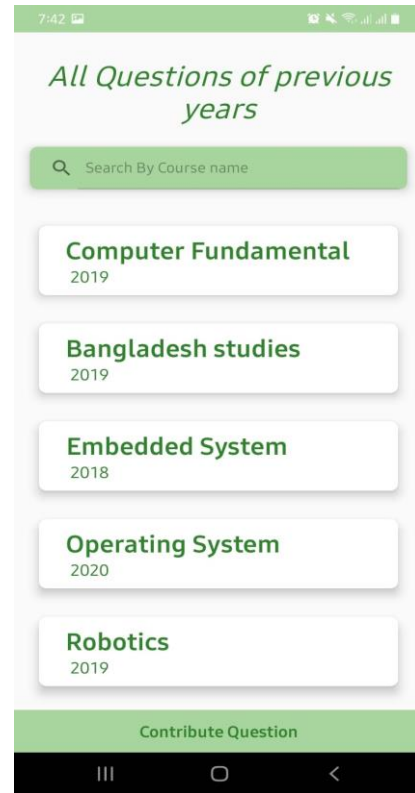 7:42
All Questions of previous
years
Search By Course name
Computer Fundamental
2019
Bangladesh studies
2019
Embedded System
2018
Operating System
2020
Robotics
2019
Contribute Question